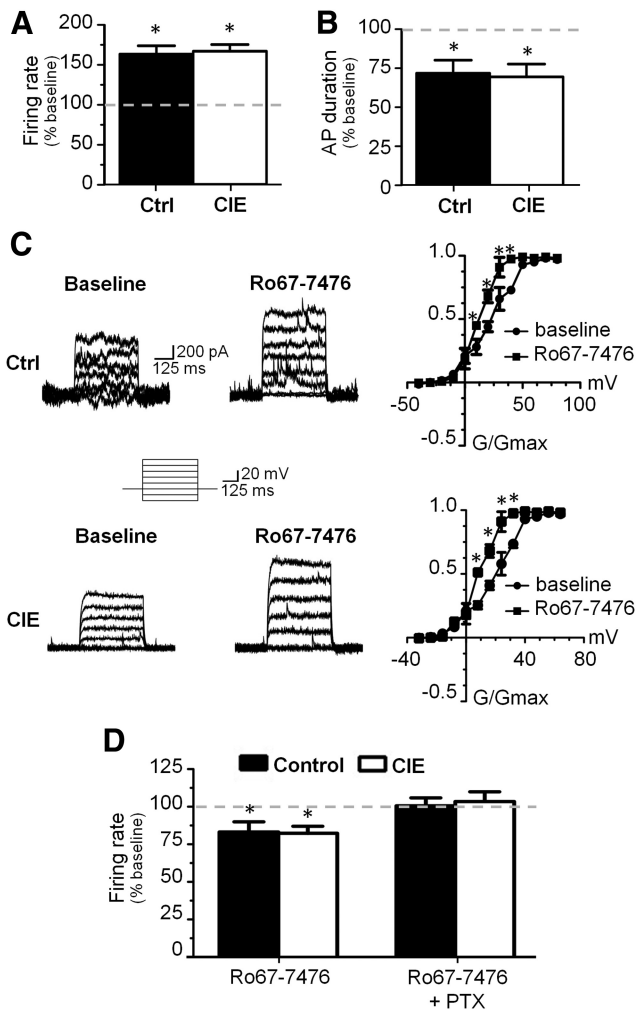 A
Firing rate
(% baseline)
200
150
100
50
0
*
*
Ctrl
CIE
B
AP duration
(% baseline)
100
75
50
25
0
*
*
Ctrl
CIE
C
Baseline
Ro67-7476
Ctrl
200 pA
125 ms
1.0
0.5
-0.5
* * **
baseline
Ro67-7476
-50
50
100
mV
G/Gmax
20 mV
125 ms
Baseline
Ro67-7476
CIE
1.0
0.5
-0.5
* * * *
baseline
Ro67-7476
-40
40
80
mV
G/Gmax
D
Control
CIE
Firing rate
(% baseline)
125
100
75
50
25
0
*
*
Ro67-7476
Ro67-7476
+ PTX